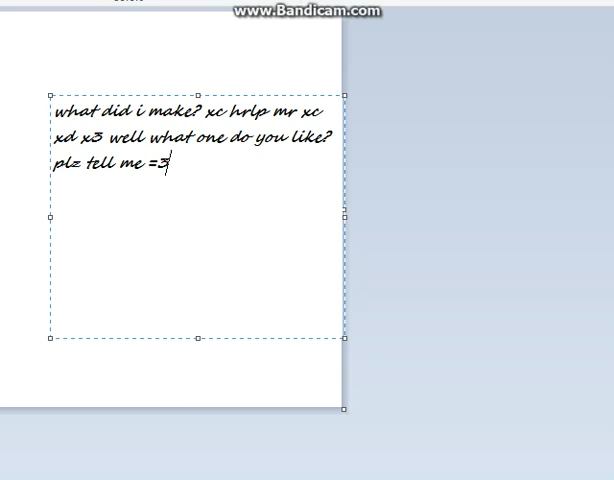 www.Bandicam.com
what did i make? xc hrlp mr xc
xd x3 well what one do you like?
plz tell me =3